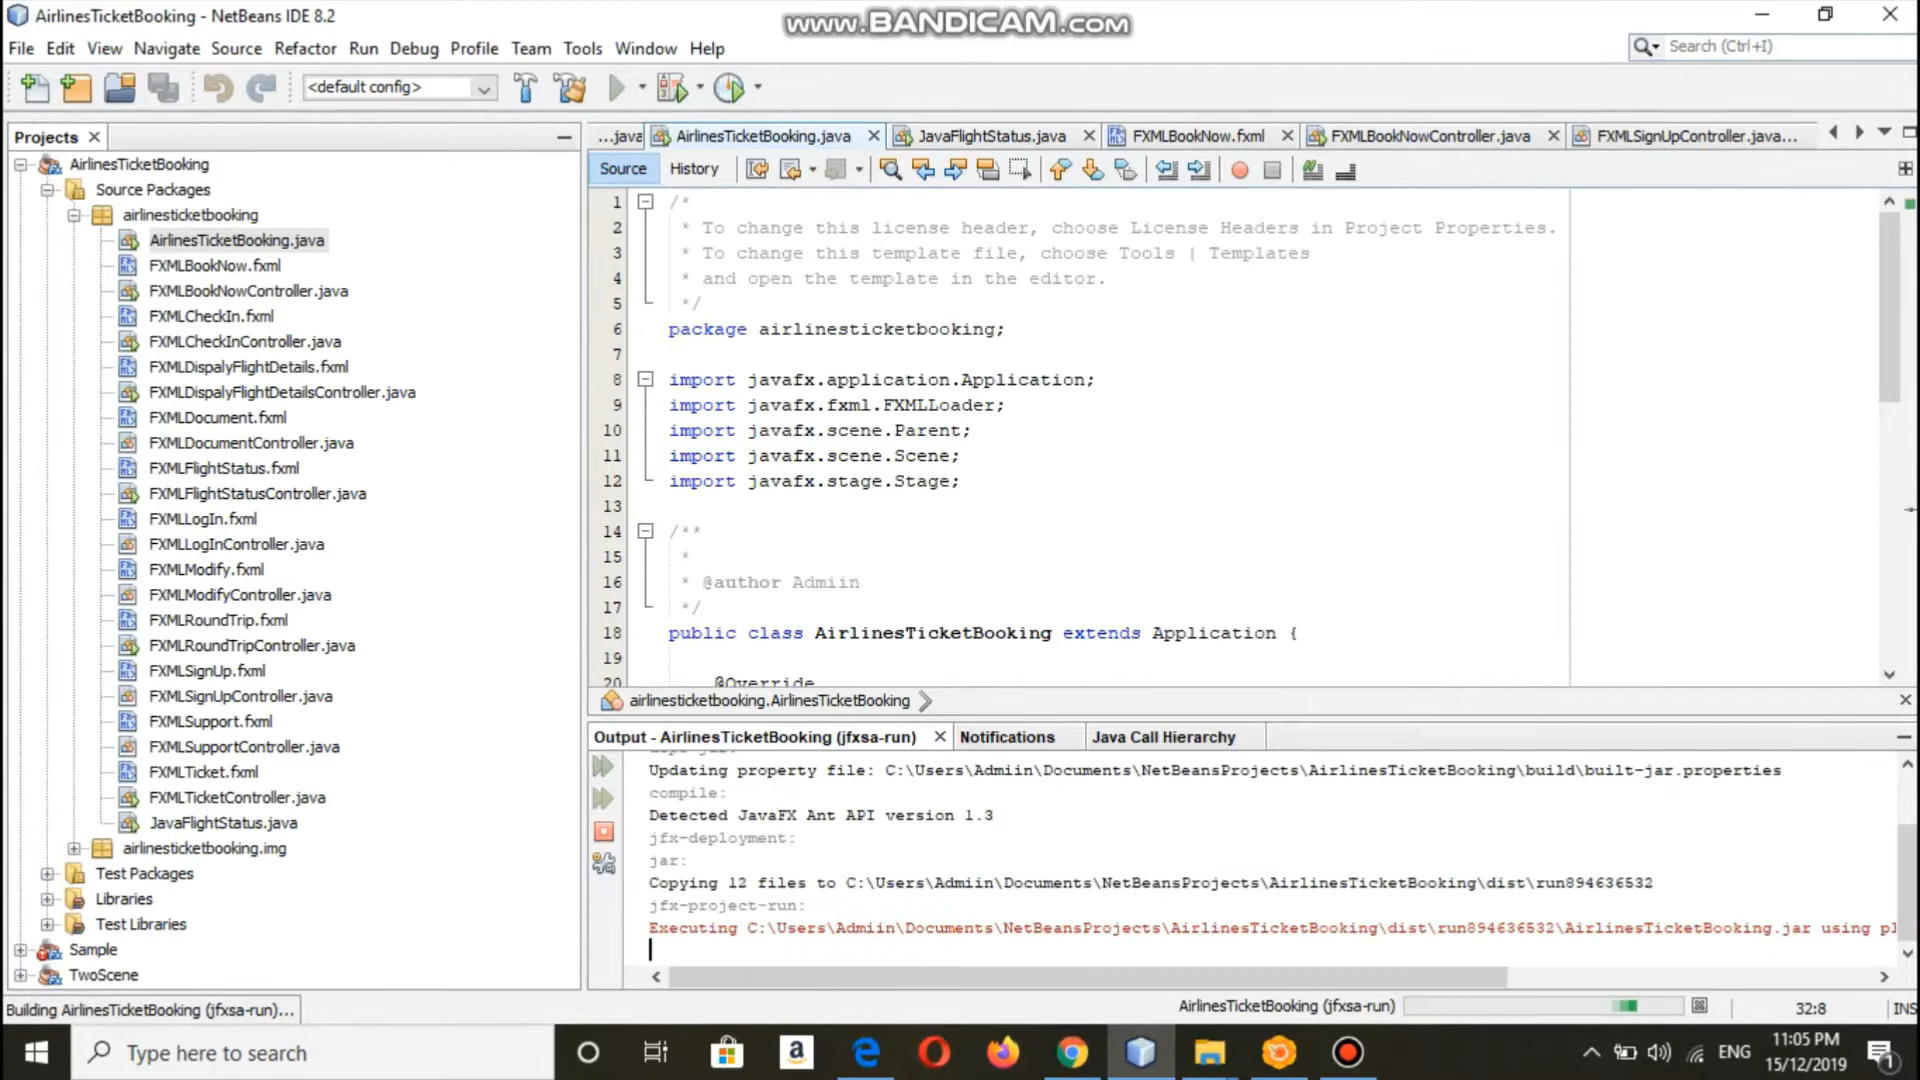 AirlinesTicketBooking - NetBeans IDE 8.2
www.BANDICAM.com
File Edit View Navigate Source Refactor Run Debug Profile Team Tools Window Help
Search (Ctrl+I)
<default config>
Projects
AirlinesTicketBooking
Source Packages
airlinesticketbooking
AirlinesTicketBooking.java
FXMLBookNow.fxml
FXMLBookNowController.java
FXMLCheckIn.fxml
FXMLCheckInController.java
FXMLDispalyFlightDetails.fxml
FXMLDispalyFlightDetailsController.java
FXMLDocument.fxml
FXMLDocumentController.java
FXMLFlightStatus.fxml
FXMLFlightStatusController.java
FXMLLogIn.fxml
FXMLLogInController.java
FXMLModify.fxml
FXMLModifyController.java
FXMLRoundTrip.fxml
FXMLRoundTripController.java
FXMLSignUp.fxml
FXMLSignUpController.java
FXMLSupport.fxml
FXMLSupportController.java
FXMLTicket.fxml
FXMLTicketController.java
JavaFlightStatus.java
airlinesticketbooking.img
Test Packages
Libraries
Test Libraries
Sample
TwoScene
...java AirlinesTicketBooking.java JavaFlightStatus.java FXMLBookNow.fxml FXMLBookNowController.java FXMLSignUpController.java...
Source History
1 /*
2 * To change this license header, choose License Headers in Project Properties.
3 * To change this template file, choose Tools | Templates
4 * and open the template in the editor.
5 */
6 package airlinesticketbooking;
7
8 import javafx.application.Application;
9 import javafx.fxml.FXMLLoader;
10 import javafx.scene.Parent;
11 import javafx.scene.Scene;
12 import javafx.stage.Stage;
13
14 /**
15 *
16 * @author Admiin
17 */
18 public class AirlinesTicketBooking extends Application {
19
20 @Override
airlinesticketbooking.AirlinesTicketBooking
Output - AirlinesTicketBooking (jfxsa-run) Notifications Java Call Hierarchy
Updating property file: C:\Users\Admiin\Documents\NetBeansProjects\AirlinesTicketBooking\build\built-jar.properties
compile:
Detected JavaFX Ant API version 1.3
jfx-deployment:
jar:
Copying 12 files to C:\Users\Admiin\Documents\NetBeansProjects\AirlinesTicketBooking\dist\run894636532
jfx-project-run:
Executing C:\Users\Admiin\Documents\NetBeansProjects\AirlinesTicketBooking\dist\run894636532\AirlinesTicketBooking.jar using pl
Building AirlinesTicketBooking (jfxsa-run)...
AirlinesTicketBooking (jfxsa-run)
32:8
INS
Type here to search
ENG
11:05 PM
15/12/2019
1